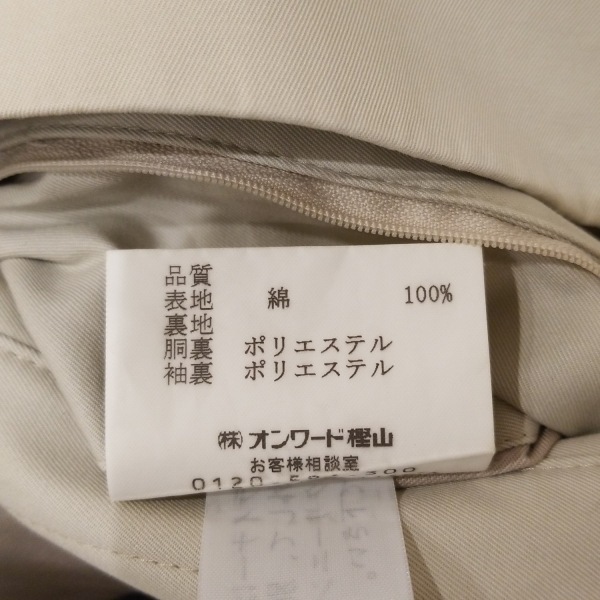 品質
表地 綿 100%
裏地
胴裏 ポリエステル
袖裏 ポリエステル
㈱オンワード樫山
お客様相談室
0120